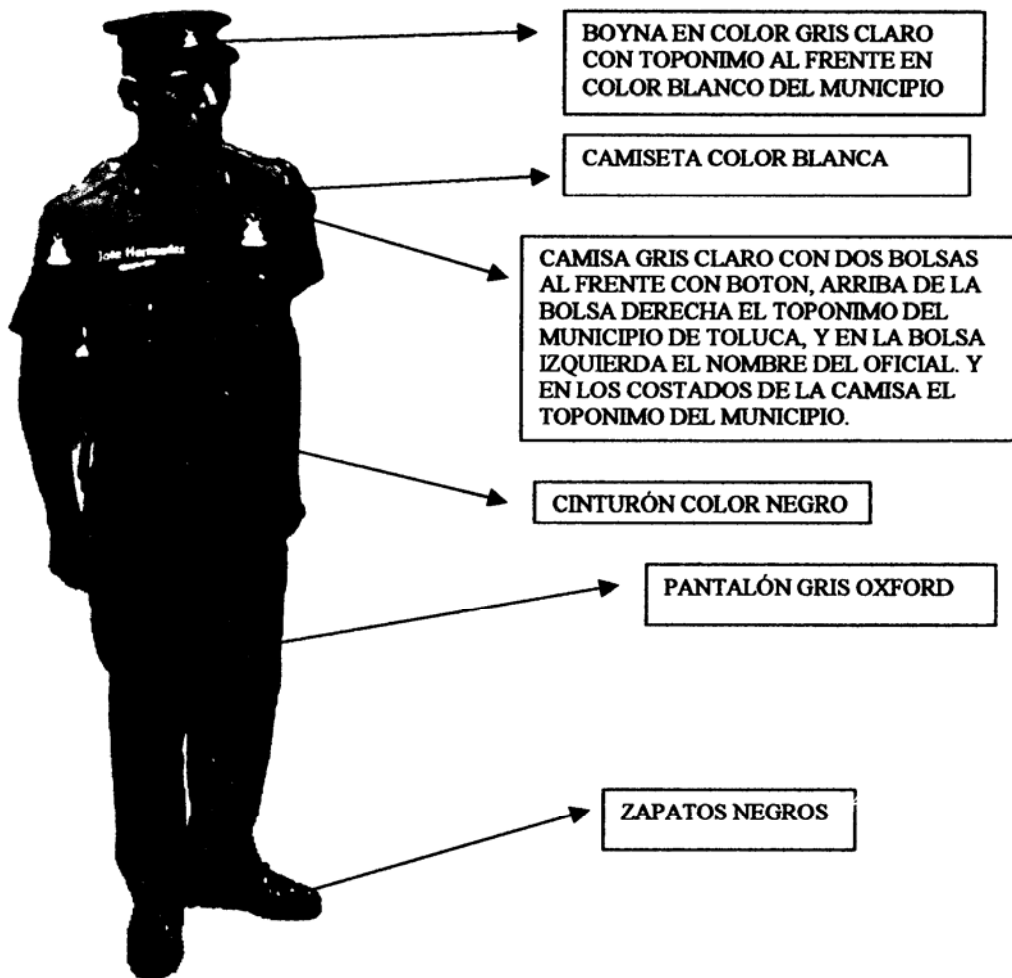 BOYNA EN COLOR GRIS CLARO
CON TOPONIMO AL FRENTE EN
COLOR BLANCO DEL MUNICIPIO
CAMISETA COLOR BLANCA
CAMISA GRIS CLARO CON DOS BOLSAS
AL FRENTE CON BOTON, ARRIBA DE LA
BOLSA DERECHA EL TOPONIMO DEL
MUNICIPIO DE TOLUCA, Y EN LA BOLSA
IZQUIERDA EL NOMBRE DEL OFICIAL. Y
EN LOS COSTADOS DE LA CAMISA EL
TOPONIMO DEL MUNICIPIO.
CINTURÓN COLOR NEGRO
PANTALÓN GRIS OXFORD
ZAPATOS NEGROS